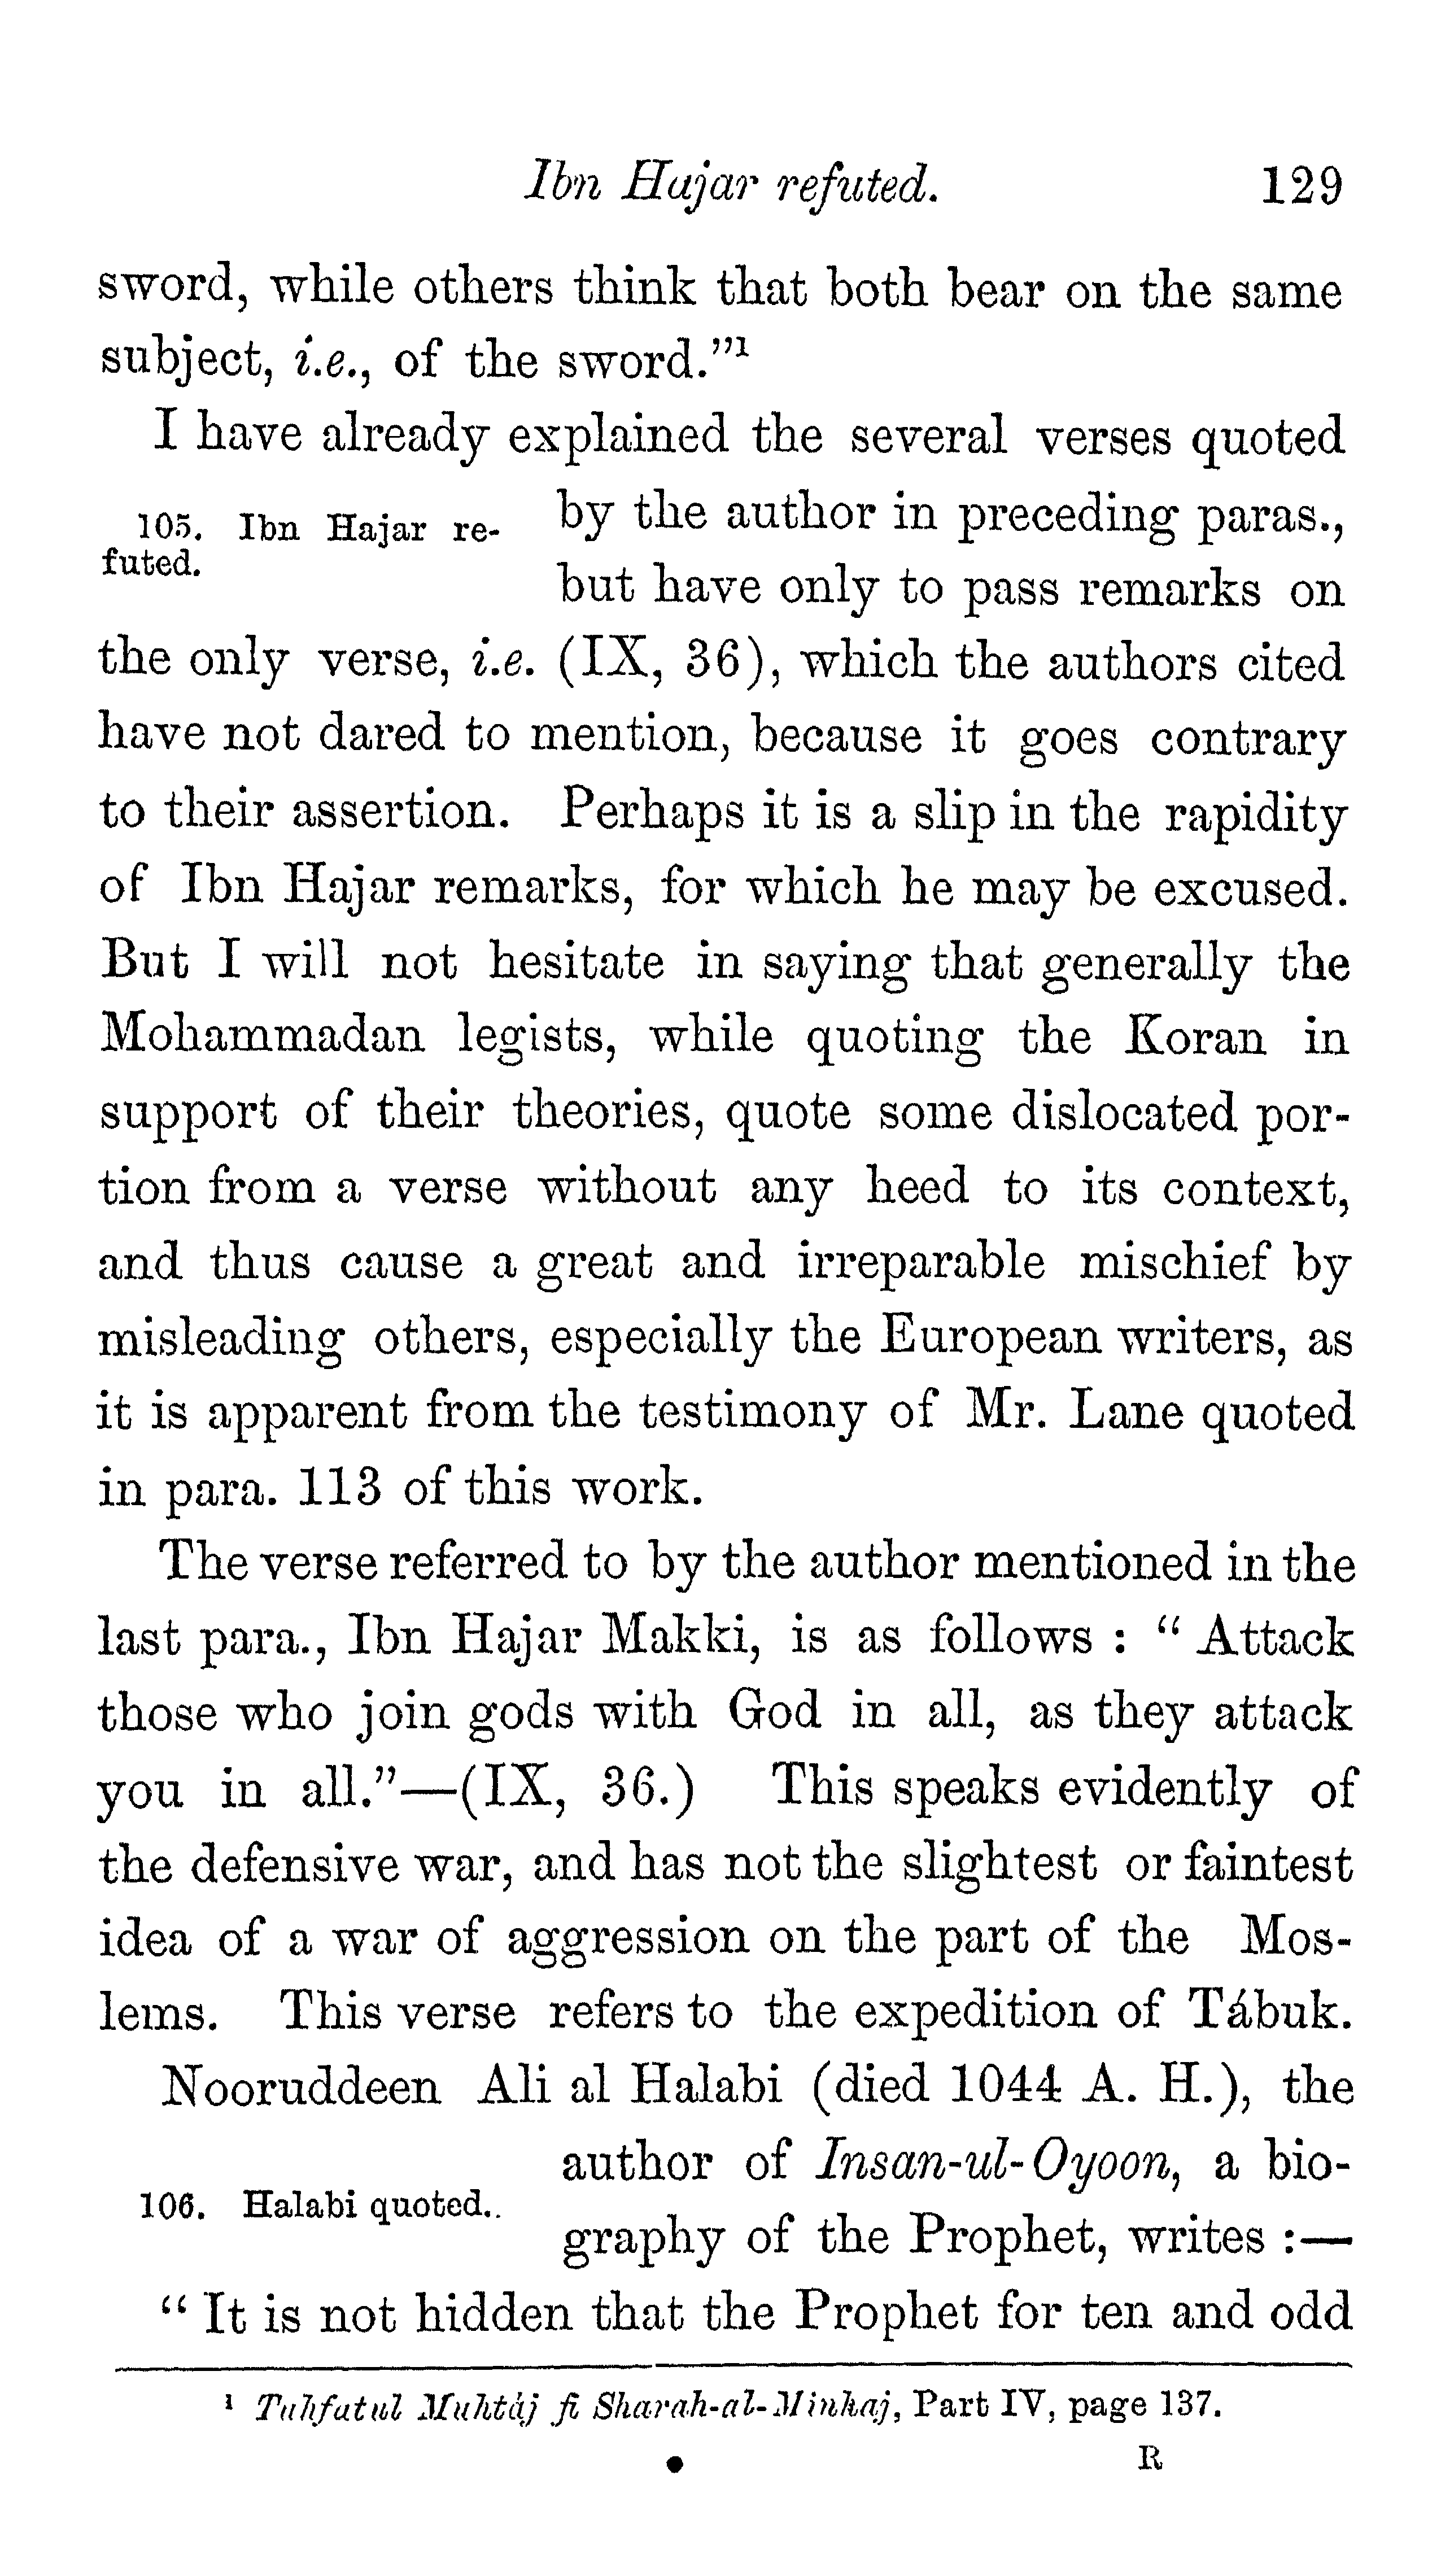 Ibn Hajar refuted. 129
sword, while others think that both bear on the same
subject, i.e., of the sword."¹
I have already explained the several verses quoted
105. Ibn Hajar re-
futed.
by the author in preceding paras.,
but have only to pass remarks on
the only verse, i.e. (IX, 36), which the authors cited
have not dared to mention, because it goes contrary
to their assertion. Perhaps it is a slip in the rapidity
of Ibn Hajar remarks, for which he may be excused.
But I will not hesitate in saying that generally the
Mohammadan legists, while quoting the Koran in
support of their theories, quote some dislocated por-
tion from a verse without any heed to its context,
and thus cause a great and irreparable mischief by
misleading others, especially the European writers, as
it is apparent from the testimony of Mr. Lane quoted
in para. 113 of this work.
The verse referred to by the author mentioned in the
last para., Ibn Hajar Makki, is as follows : " Attack
those who join gods with God in all, as they attack
you in all."—(IX, 36.) This speaks evidently of
the defensive war, and has not the slightest or faintest
idea of a war of aggression on the part of the Mos-
lems. This verse refers to the expedition of Tábuk.
Nooruddeen Ali al Halabi (died 1044 A. H.), the
106. Halabi quoted..
author of Insan-ul-Oyoon, a bio-
graphy of the Prophet, writes :—
" It is not hidden that the Prophet for ten and odd
¹ Tuhfatul Muhtáj fi Sharah-al-Minhaj, Part IV, page 137.
R